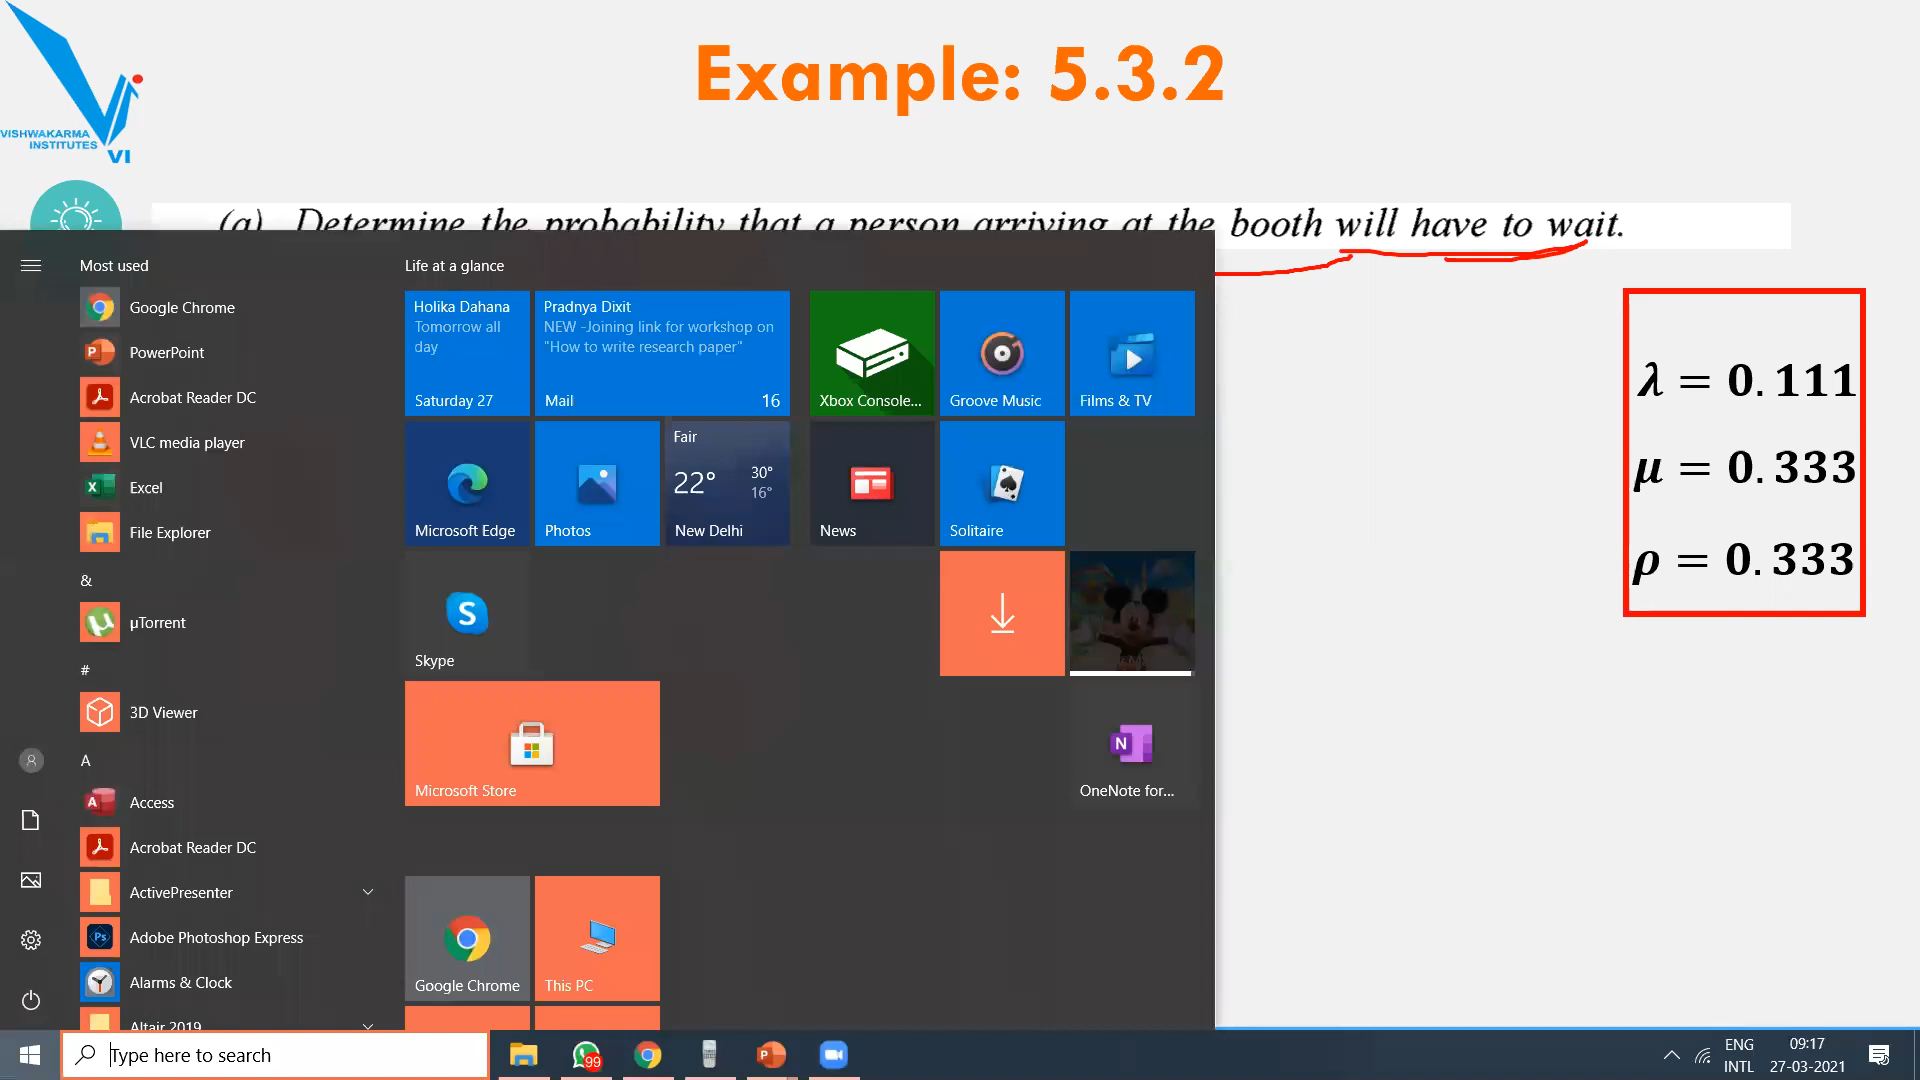 Example: 5.3.2
VISHWAKARMA
INSTITUTES
VI
(a) Determine the probability that a person arriving at the booth will have to wait.
λ = 0.111
μ = 0.333
ρ = 0.333
Most used
Google Chrome
PowerPoint
Acrobat Reader DC
VLC media player
Excel
File Explorer
&
µTorrent
#
3D Viewer
A
Access
Acrobat Reader DC
ActivePresenter
Adobe Photoshop Express
Alarms & Clock
Altair 2019
Life at a glance
Holika Dahana
Tomorrow all
day
Saturday 27
Pradnya Dixit
NEW -Joining link for workshop on
"How to write research paper"
Mail 16
Xbox Console...
Groove Music
Films & TV
Microsoft Edge
Photos
Fair
22° 30°
16°
New Delhi
News
Solitaire
Skype
Microsoft Store
OneNote for...
Google Chrome
This PC
Type here to search
99
ENG
INTL
09:17
27-03-2021